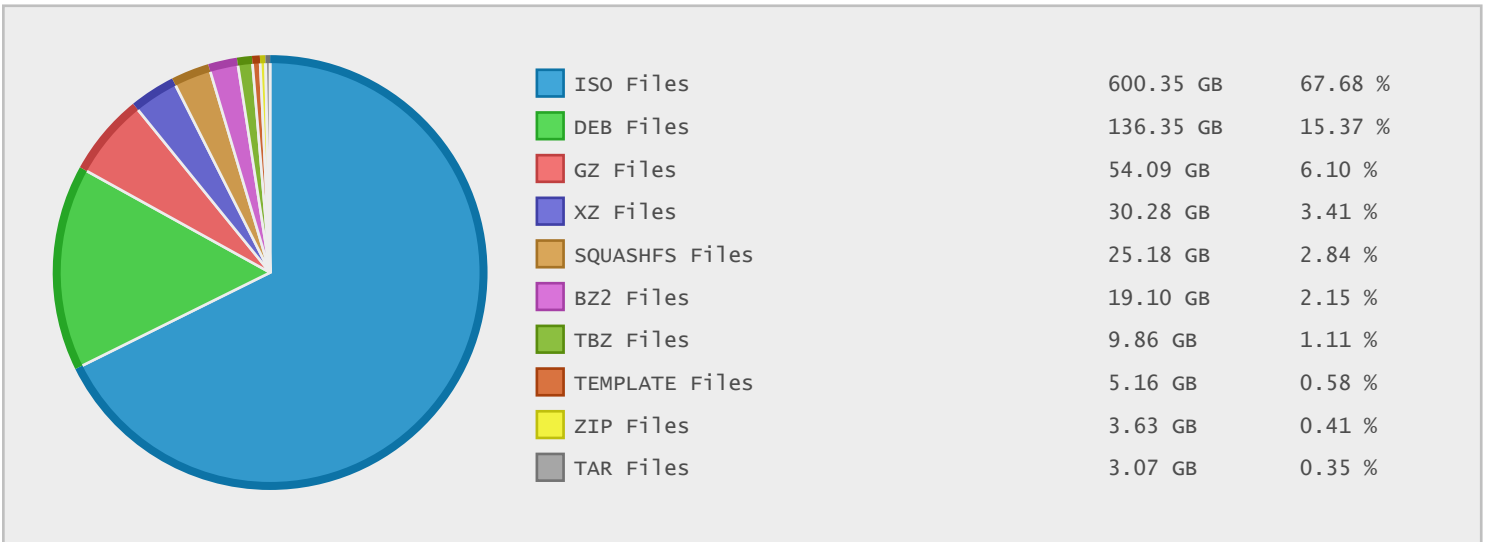 ISO Files 600.35 GB 67.68 %
DEB Files 136.35 GB 15.37 %
GZ Files 54.09 GB 6.10 %
XZ Files 30.28 GB 3.41 %
SQUASHFS Files 25.18 GB 2.84 %
BZ2 Files 19.10 GB 2.15 %
TBZ Files 9.86 GB 1.11 %
TEMPLATE Files 5.16 GB 0.58 %
ZIP Files 3.63 GB 0.41 %
TAR Files 3.07 GB 0.35 %